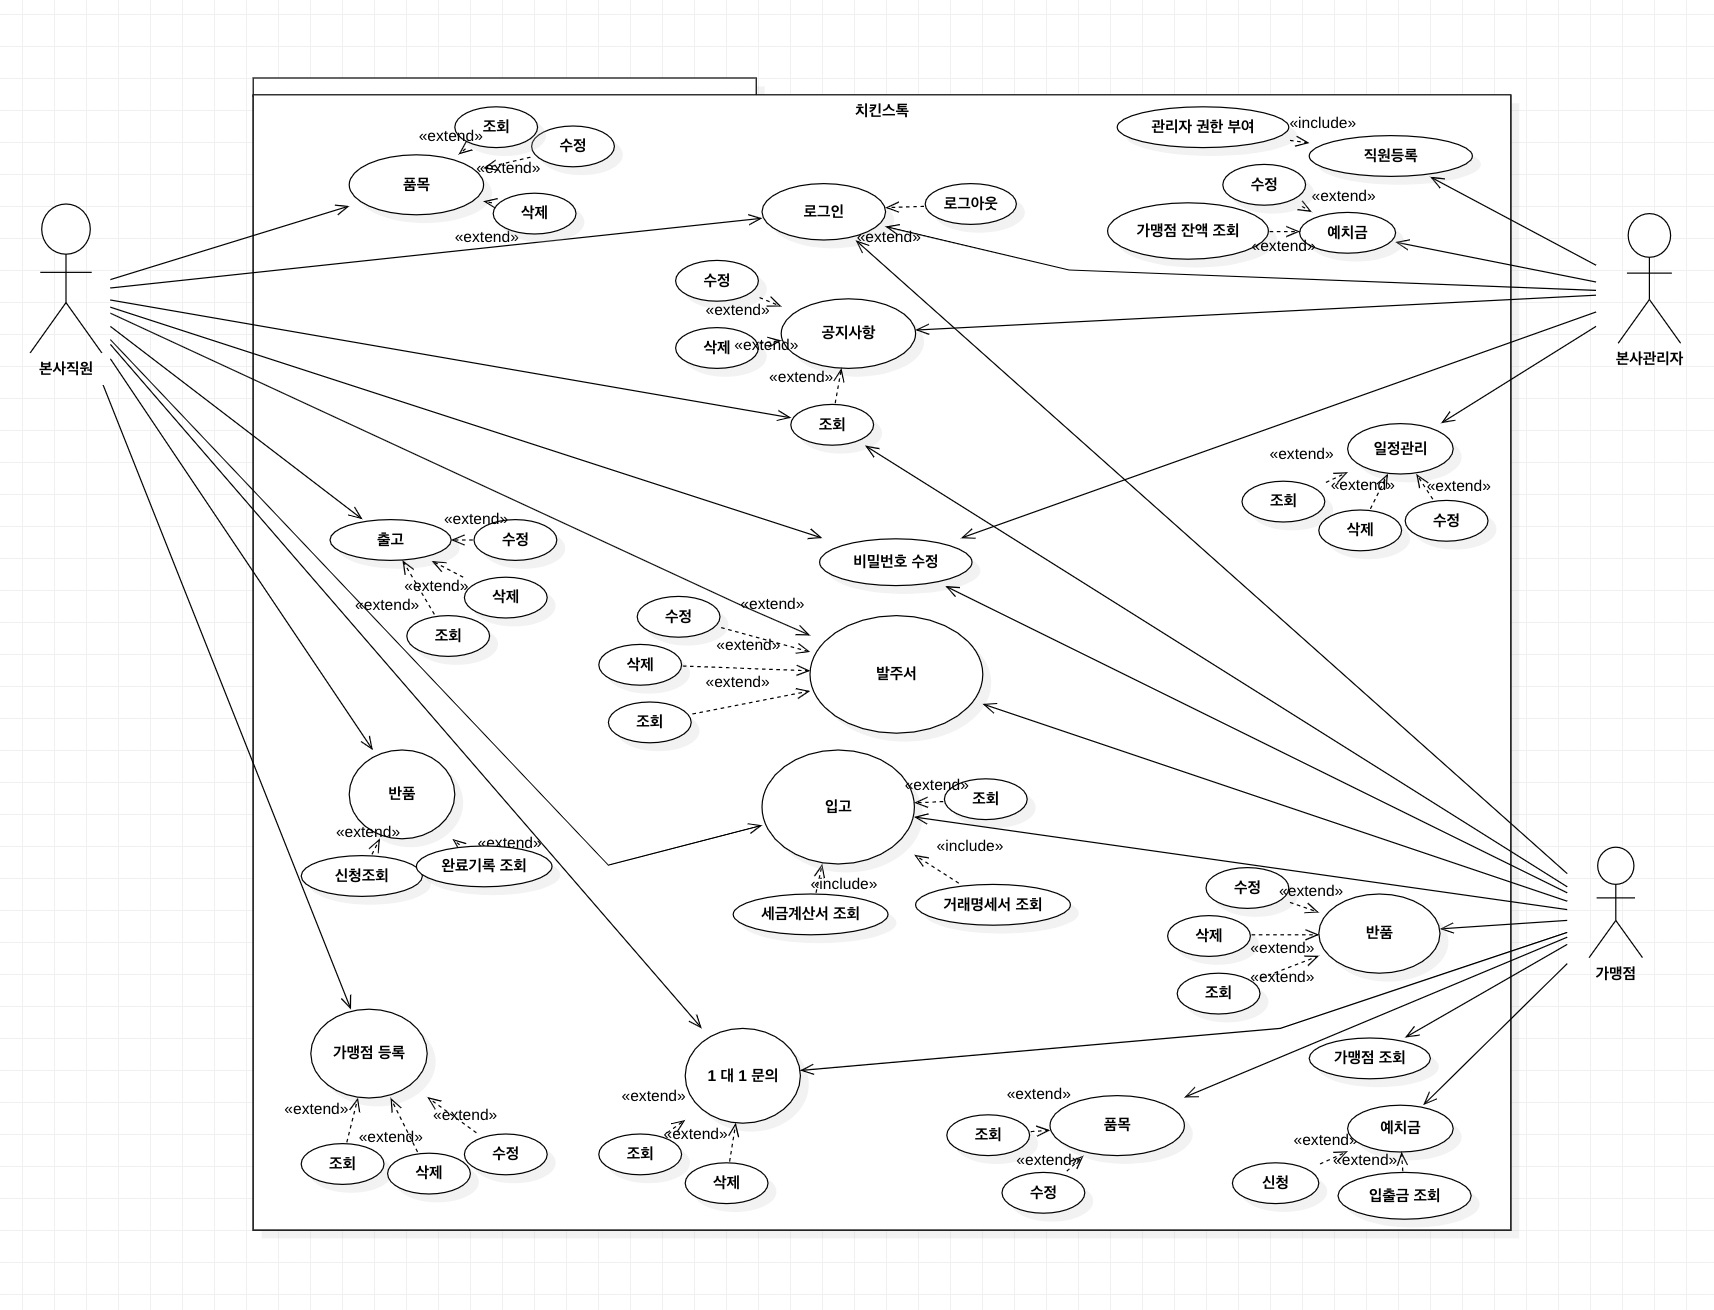 치킨스톡
조회
«extend»
수정
«extend»
품목
삭제
«extend»
관리자 권한 부여
«include»
직원등록
수정
«extend»
가맹점 잔액 조회
예치금
«extend»
로그인
로그아웃
«extend»
수정
«extend»
공지사항
삭제
«extend»
«extend»
조회
본사직원
본사관리자
일정관리
«extend»
«extend»
«extend»
조회
삭제
수정
«extend»
출고
수정
«extend»
삭제
«extend»
조회
비밀번호 수정
수정
«extend»
«extend»
삭제
발주서
«extend»
조회
반품
«extend»
«extend»
신청조회
완료기록 조회
입고
«extend»
조회
«include»
«include»
세금계산서 조회
거래명세서 조회
수정
«extend»
삭제
반품
«extend»
«extend»
조회
가맹점
가맹점 등록
«extend»
«extend»
«extend»
조회
삭제
수정
1 대 1 문의
«extend»
«extend»
조회
삭제
«extend»
품목
조회
«extend»
수정
가맹점 조회
예치금
«extend»
«extend»
신청
입출금 조회